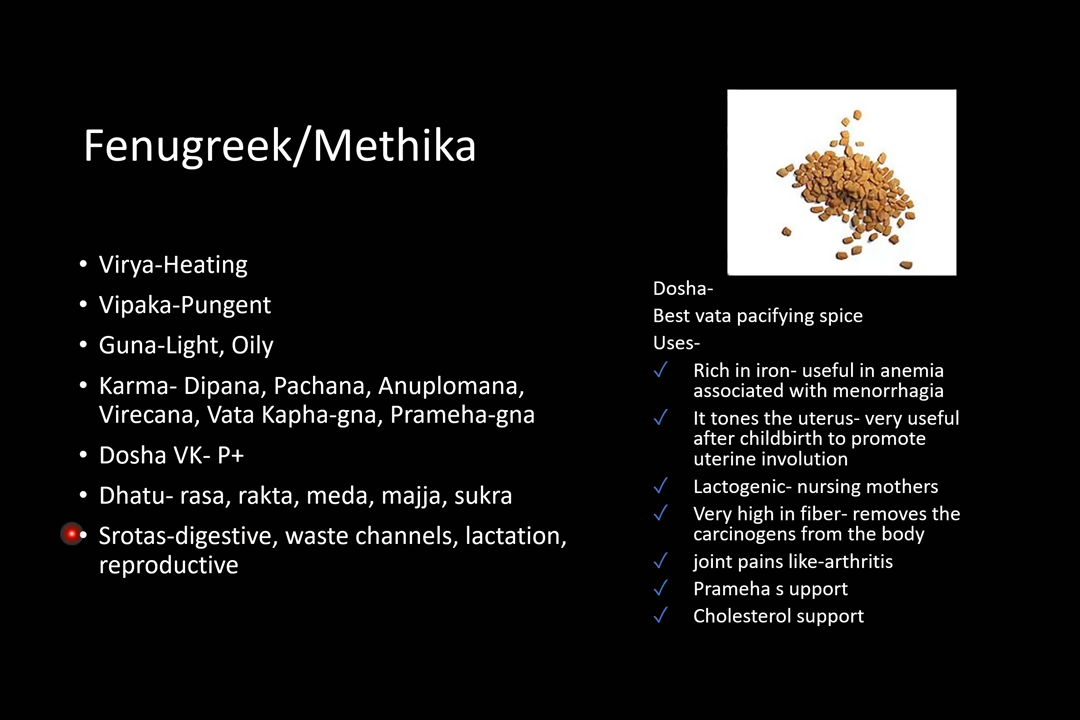 Fenugreek/Methika
• Virya-Heating
• Vipaka-Pungent
• Guna-Light, Oily
• Karma- Dipana, Pachana, Anuplomana,
Virecana, Vata Kapha-gna, Prameha-gna
• Dosha VK- P+
• Dhatu- rasa, rakta, meda, majja, sukra
• Srotas-digestive, waste channels, lactation,
reproductive
Dosha-
Best vata pacifying spice
Uses-
✓ Rich in iron- useful in anemia
associated with menorrhagia
✓ It tones the uterus- very useful
after childbirth to promote
uterine involution
✓ Lactogenic- nursing mothers
✓ Very high in fiber- removes the
carcinogens from the body
✓ joint pains like-arthritis
✓ Prameha s upport
✓ Cholesterol support